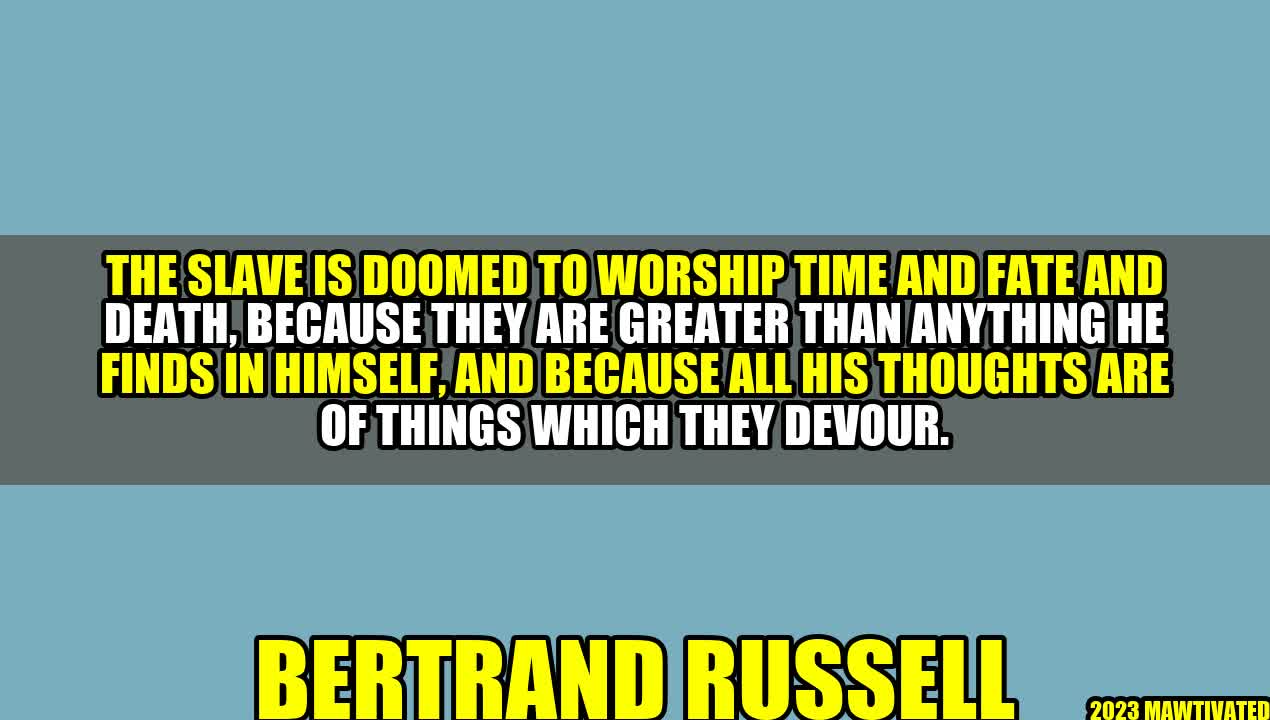 THE SLAVE IS DOOMED TO WORSHIP TIME AND FATE AND
DEATH, BECAUSE THEY ARE GREATER THAN ANYTHING HE
FINDS IN HIMSELF, AND BECAUSE ALL HIS THOUGHTS ARE
OF THINGS WHICH THEY DEVOUR.
BERTRAND RUSSELL
2023 MAWTIVATED